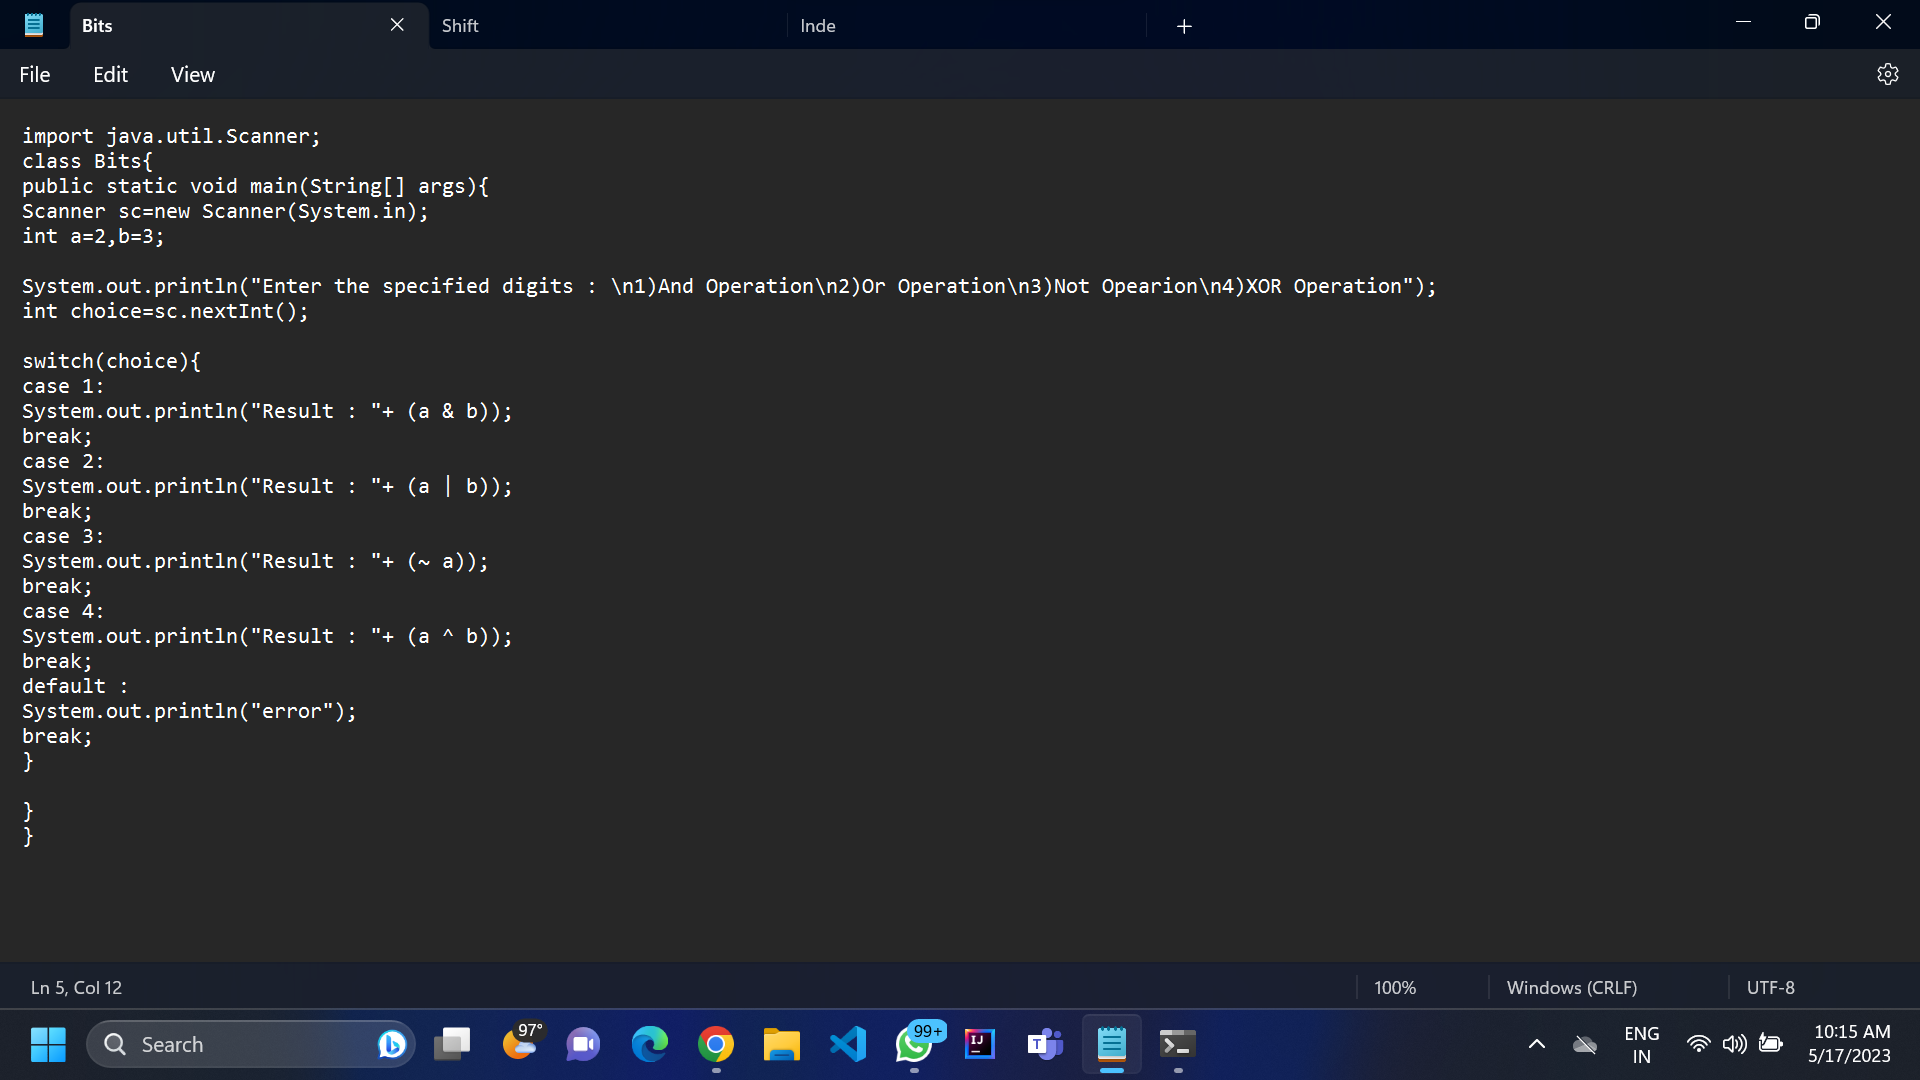 Bits
Shift
Inde
File
Edit
View
import java.util.Scanner;
class Bits{
public static void main(String[] args){
Scanner sc=new Scanner(System.in);
int a=2,b=3;
System.out.println("Enter the specified digits : \n1)And Operation\n2)Or Operation\n3)Not Opearion\n4)XOR Operation");
int choice=sc.nextInt();
switch(choice){
case 1:
System.out.println("Result : "+ (a & b));
break;
case 2:
System.out.println("Result : "+ (a | b));
break;
case 3:
System.out.println("Result : "+ (~ a));
break;
case 4:
System.out.println("Result : "+ (a ^ b));
break;
default :
System.out.println("error");
break;
}
}
}
Ln 5, Col 12
100%
Windows (CRLF)
UTF-8
Search
97°
99+
IJ
T
ENG
IN
10:15 AM
5/17/2023